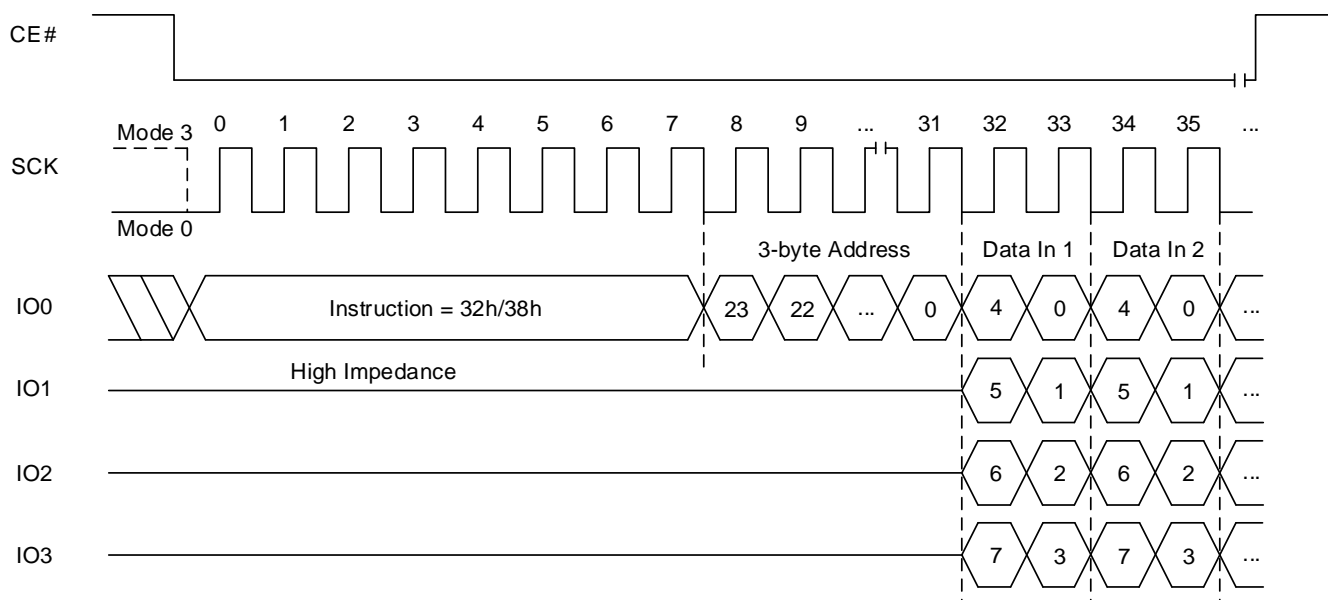 CE#
Mode 3 0 1 2 3 4 5 6 7 8 9 ... 31 32 33 34 35 ...
SCK
Mode 0
3-byte Address Data In 1 Data In 2
IO0 Instruction = 32h/38h 23 22 ... 0 4 0 4 0 ...
High Impedance
IO1 5 1 5 1 ...
IO2 6 2 6 2 ...
IO3 7 3 7 3 ...